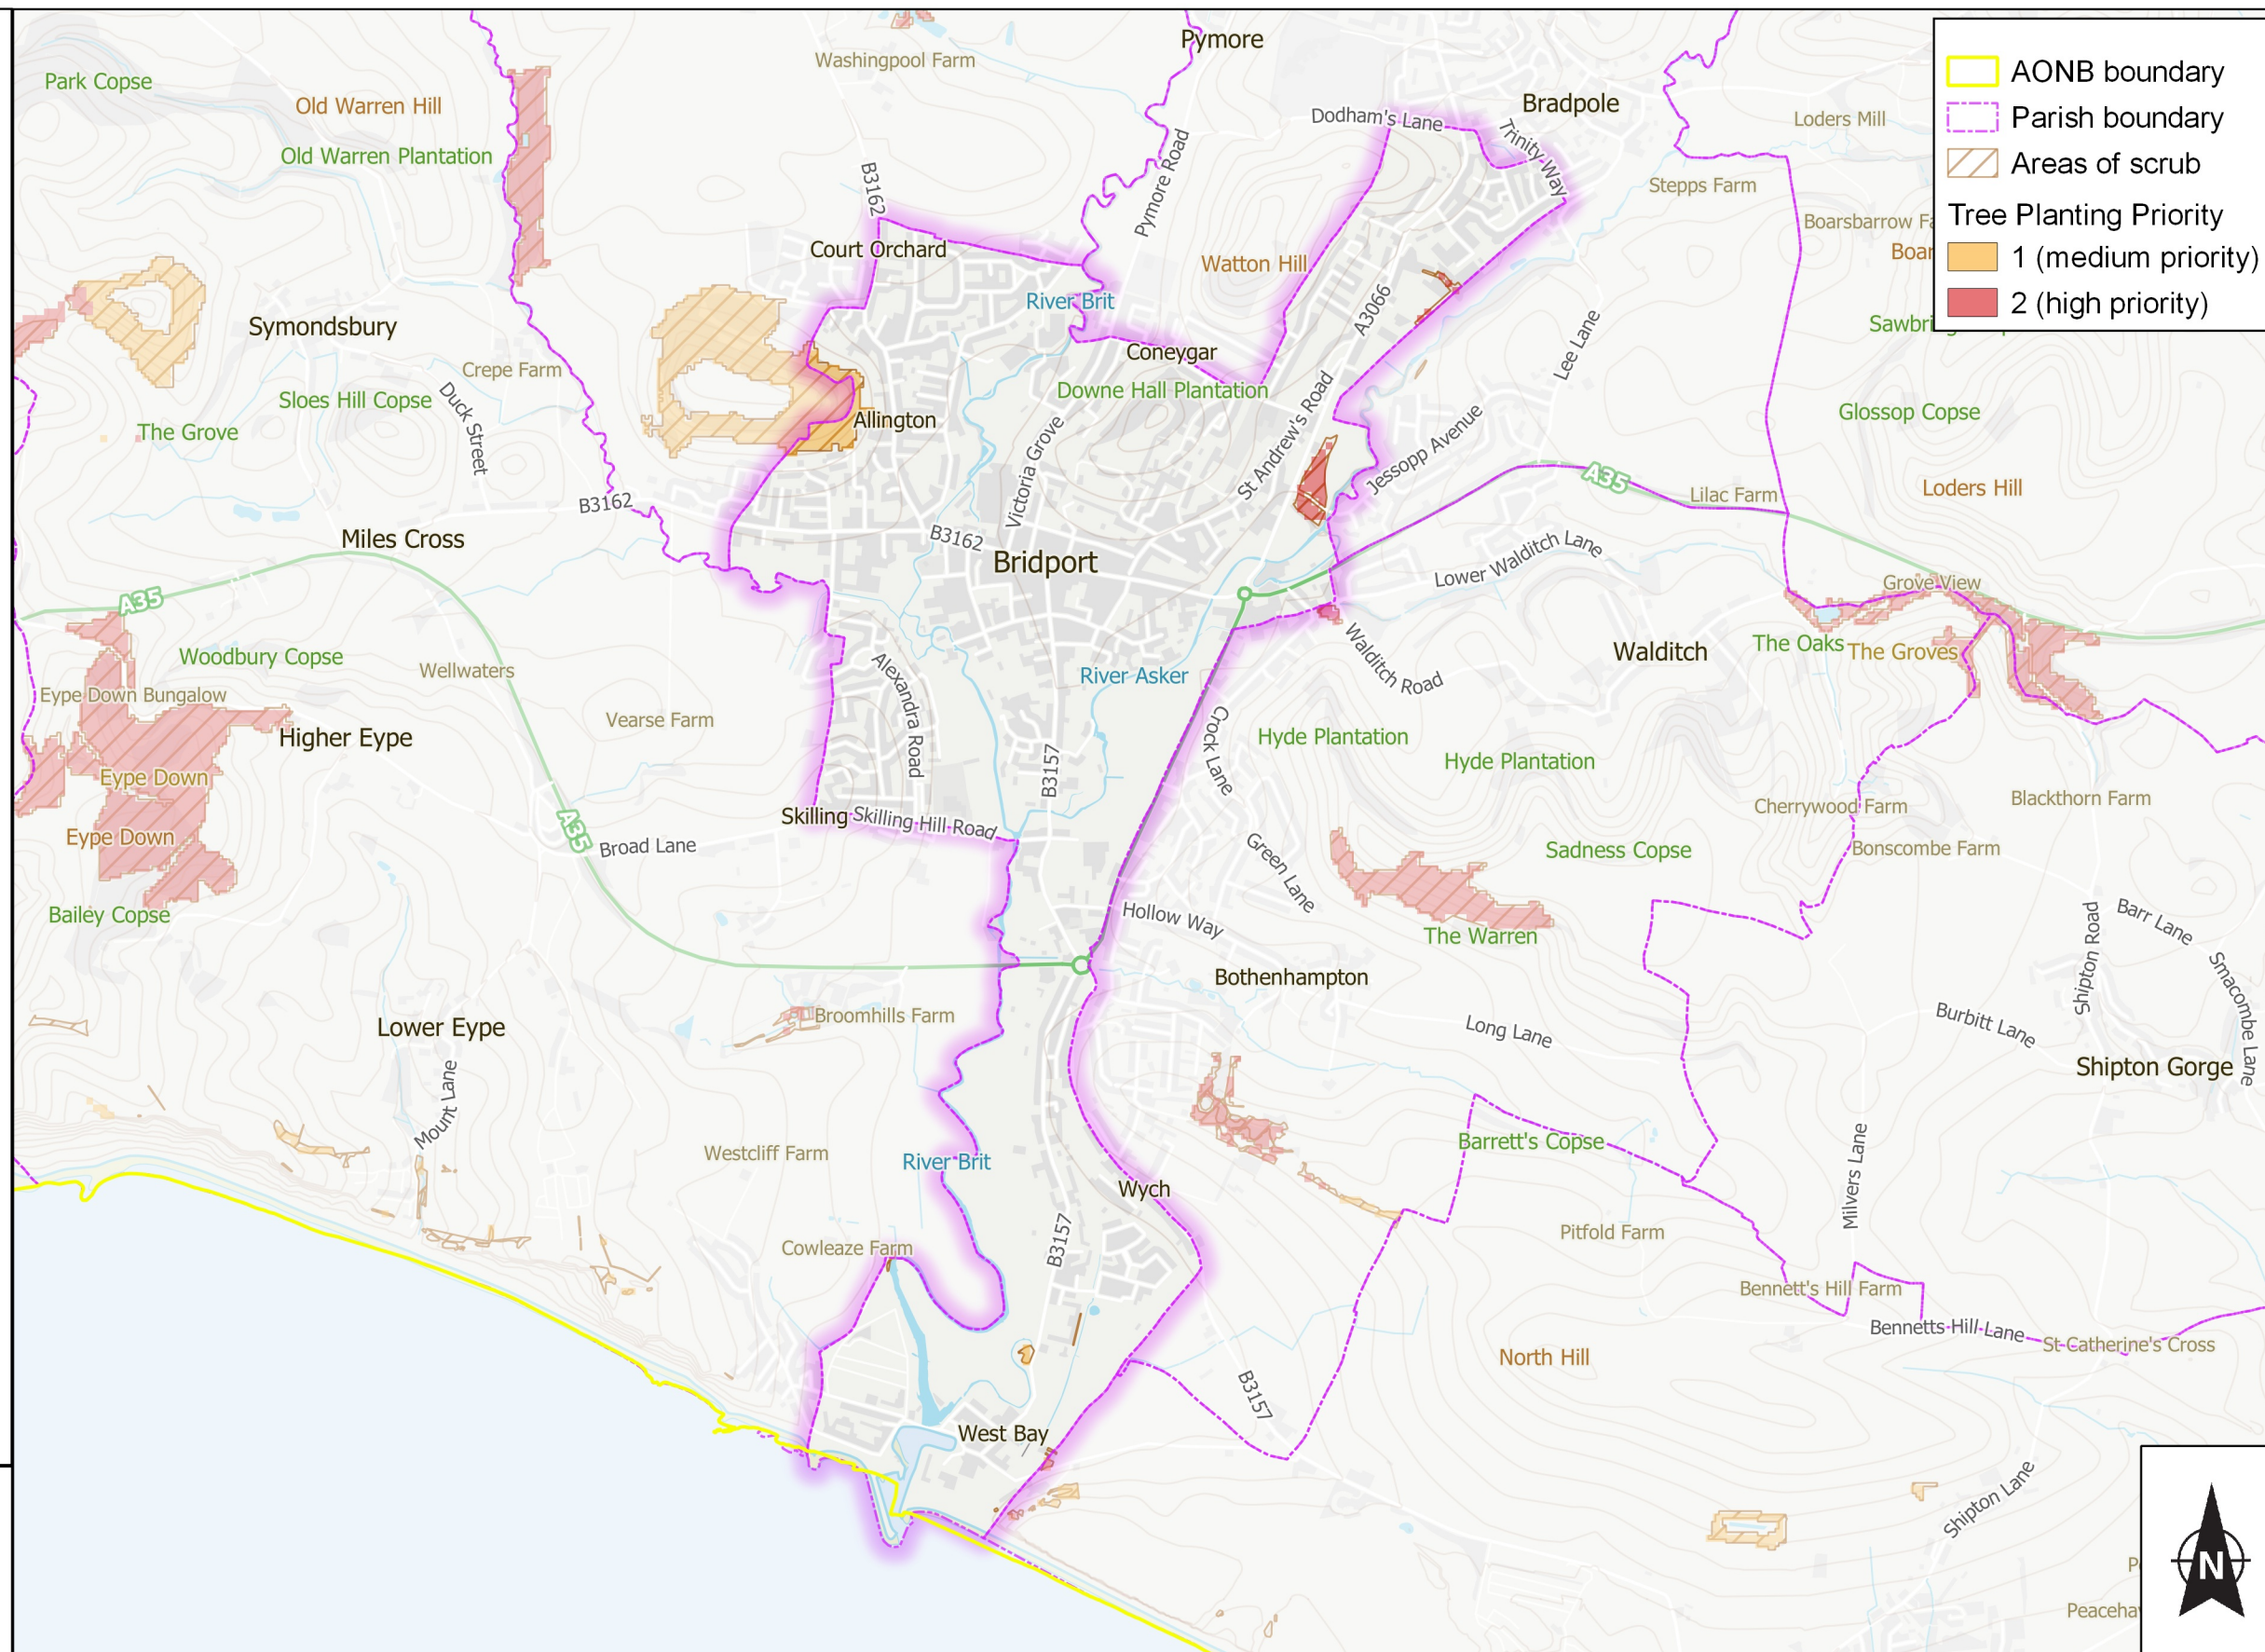 Pymore
Washingpool Farm
Park Copse
Old Warren Hill
Old Warren Plantation
Dodham's Lane
Bradpole
Trinity Way
Loders Mill
Stepps Farm
AONB boundary
Parish boundary
Areas of scrub
Tree Planting Priority
1 (medium priority)
2 (high priority)
B3162
Pymore Road
Court Orchard
Watton Hill
River Brit
A3066
Lee Lane
Symondsbury
Crepe Farm
Coneygar
Downe Hall Plantation
Sloes Hill Copse
Duck Street
The Grove
Allington
Victoria Grove
St Andrew's Road
Jessopp Avenue
Glossop Copse
A35
Lilac Farm
Loders Hill
B3162
Miles Cross
B3162
Bridport
Lower Walditch Lane
Grove View
A35
Woodbury Copse
Wellwaters
Eype Down Bungalow
Alexandra Road
River Asker
Walditch Road
Walditch
The Oaks
The Groves
Vearse Farm
Higher Eype
Crock Lane
Hyde Plantation
Hyde Plantation
B3157
Eype Down
Cherrywood Farm
Blackthorn Farm
Eype Down
A35
Broad Lane
Skilling
Skilling Hill Road
Green Lane
Sadness Copse
Bonscombe Farm
Bailey Copse
Hollow Way
The Warren
Shipton Road
Barr Lane
Smacombe Lane
Bothenhampton
Broomhills Farm
Lower Eype
Long Lane
Burbitt Lane
Shipton Gorge
Mount Lane
Westcliff Farm
River Brit
Barrett's Copse
Milvers Lane
Wych
B3157
Cowleaze Farm
Pitfold Farm
Bennett's Hill Farm
Bennetts Hill Lane
St Catherine's Cross
North Hill
B3157
West Bay
Shipton Lane
N